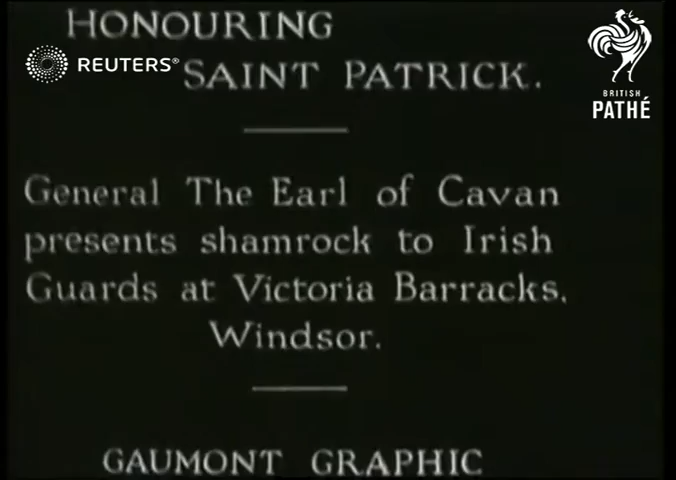 HONOURING
REUTERS®
SAINT PATRICK.
BRITISH
PATHÉ
General The Earl of Cavan
presents shamrock to Irish
Guards at Victoria Barracks.
Windsor.
GAUMONT GRAPHIC